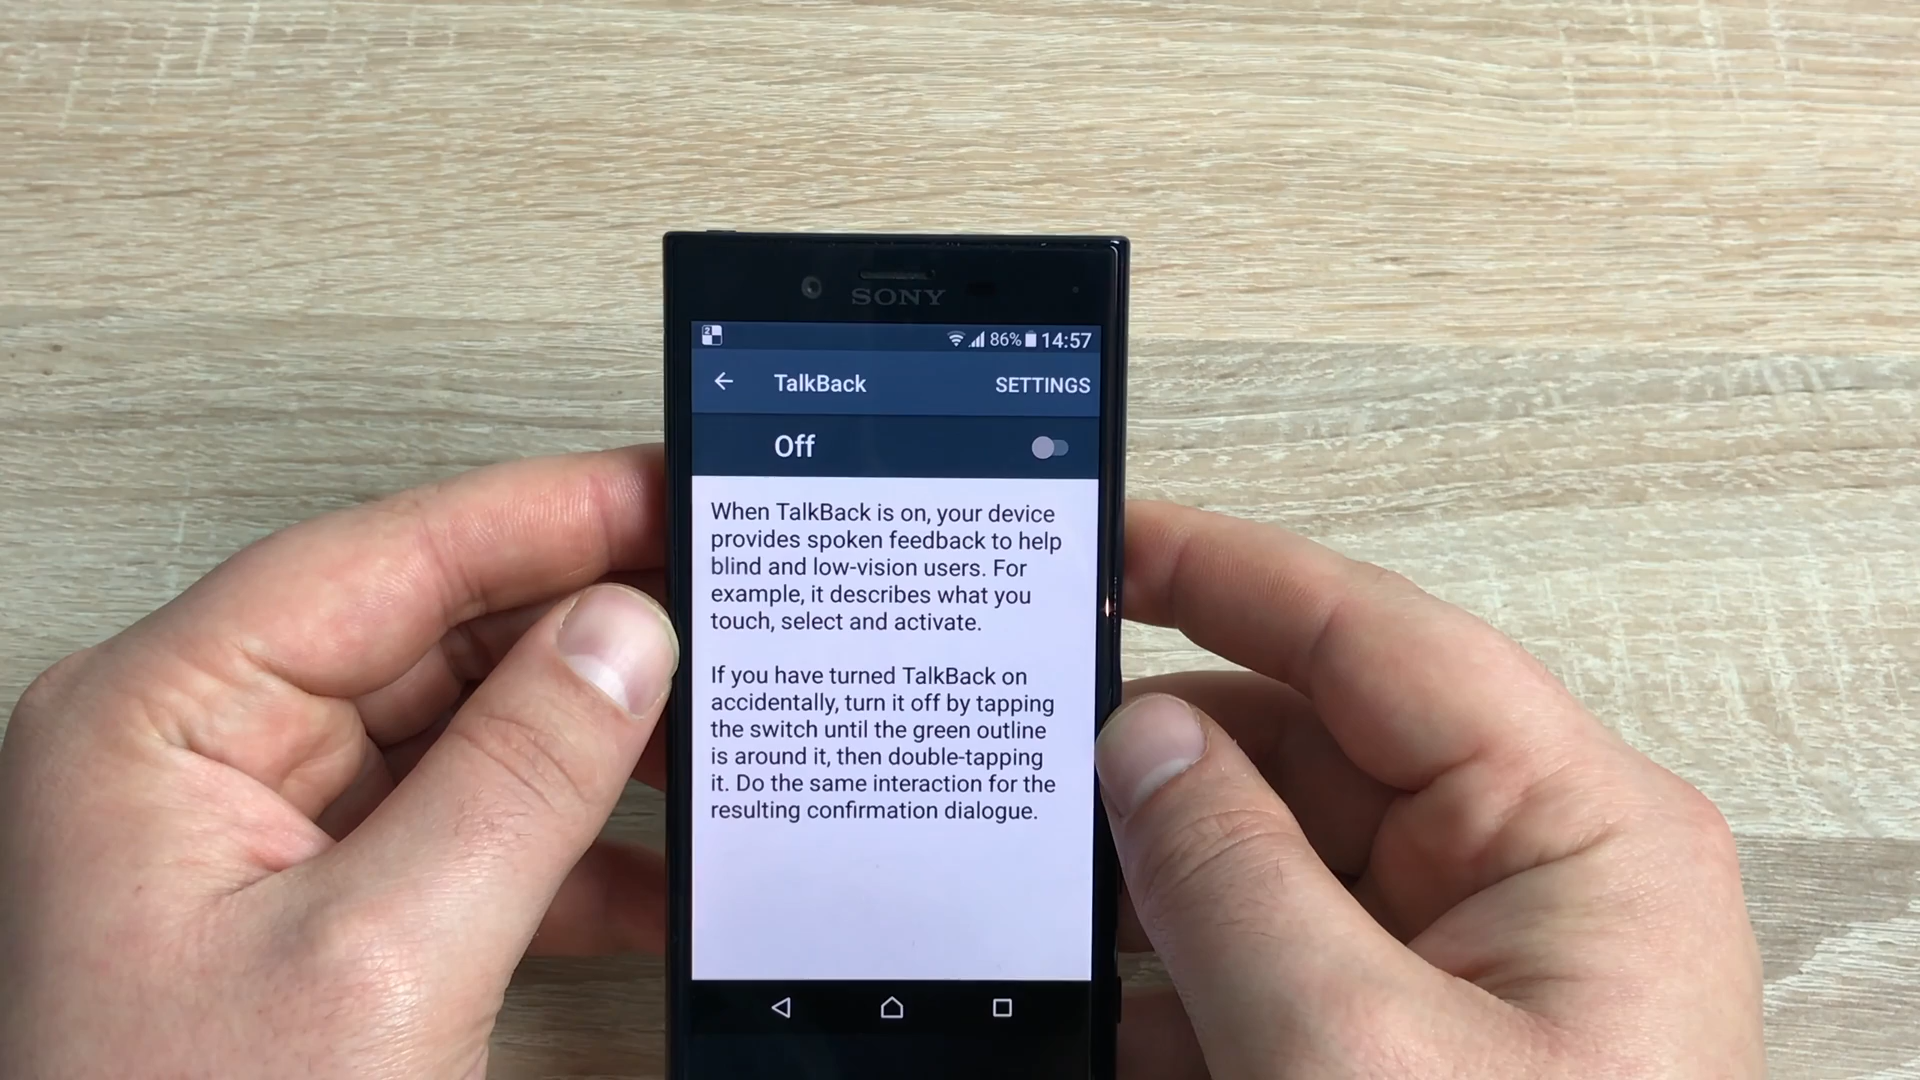 SONY
2
86% 14:57
TalkBack SETTINGS
Off
When TalkBack is on, your device
provides spoken feedback to help
blind and low-vision users. For
example, it describes what you
touch, select and activate.
If you have turned TalkBack on
accidentally, turn it off by tapping
the switch until the green outline
is around it, then double-tapping
it. Do the same interaction for the
resulting confirmation dialogue.